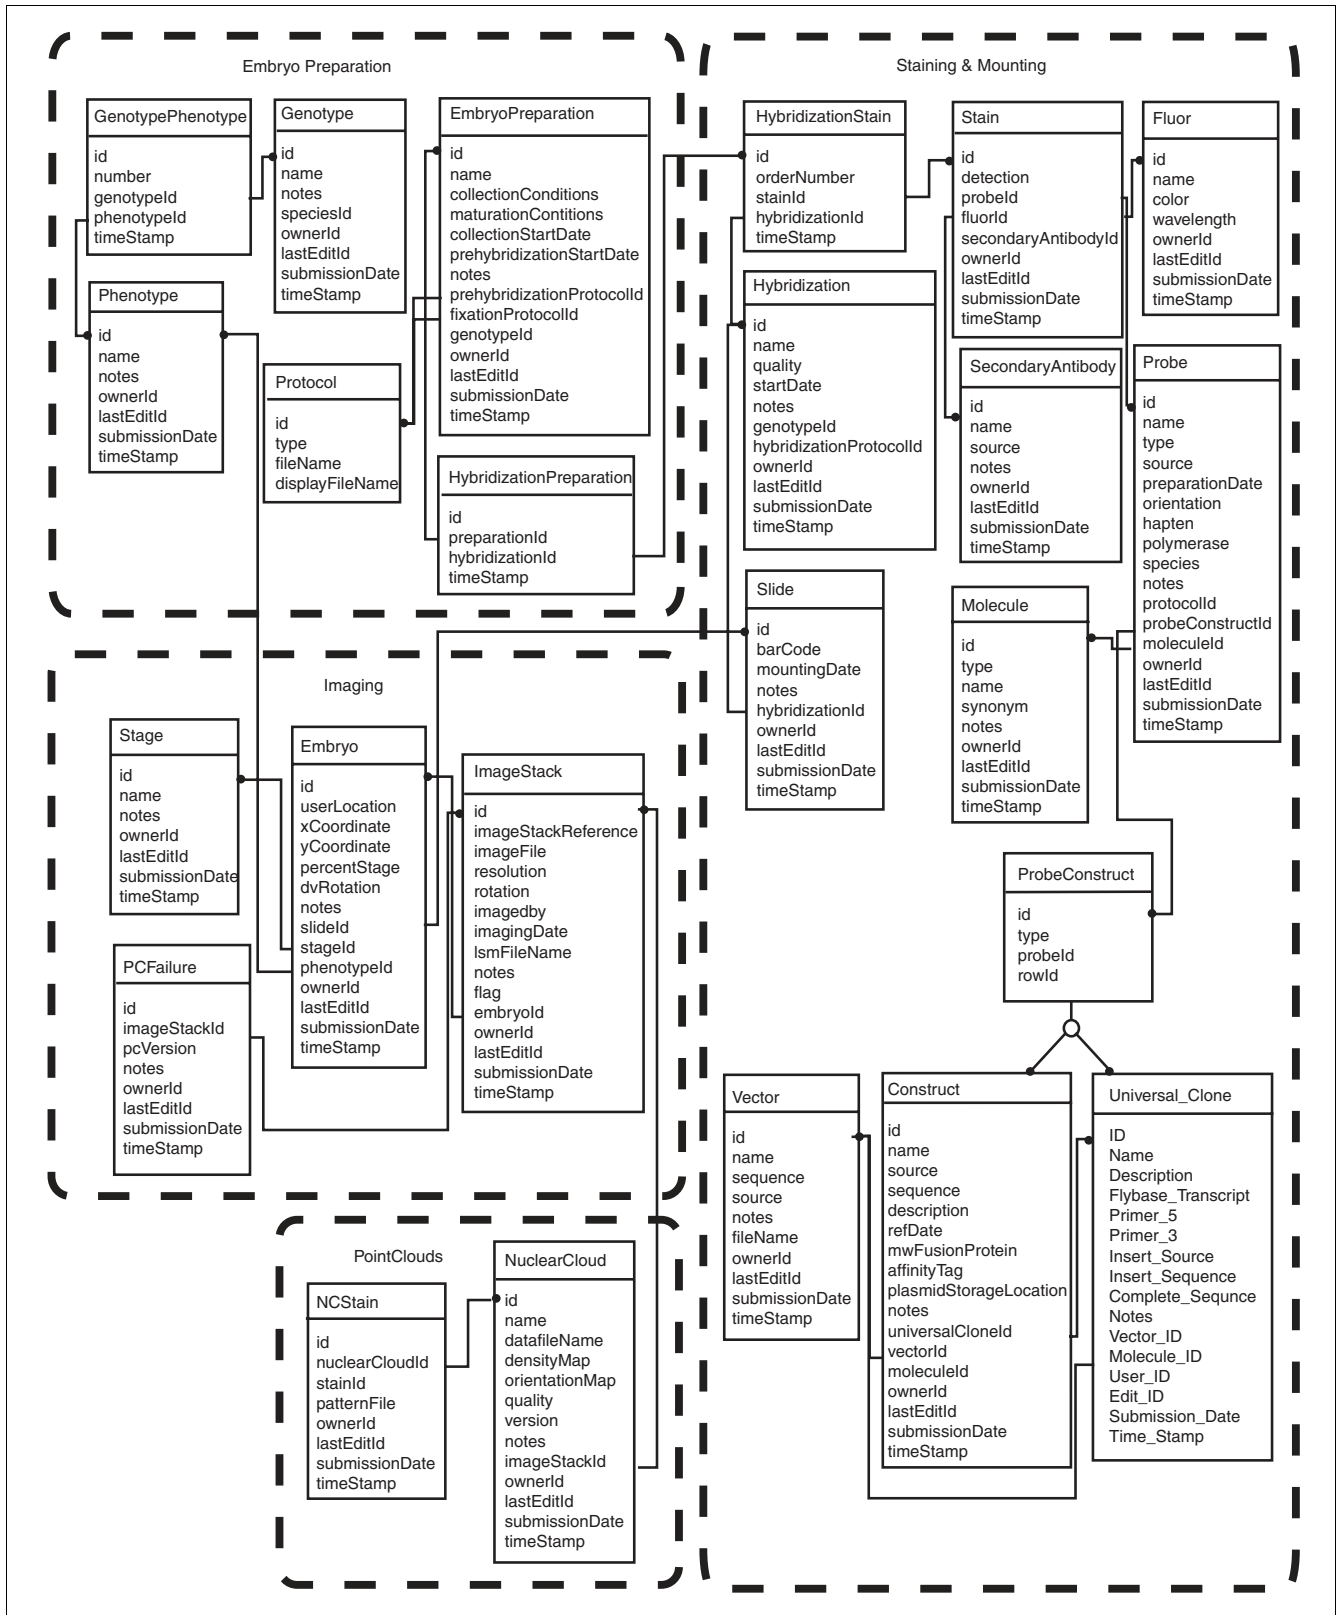 Embryo Preparation
GenotypePhenotype
id
number
genotypeId
phenotypeId
timeStamp
Genotype
id
name
notes
speciesId
ownerId
lastEditId
submissionDate
timeStamp
EmbryoPreparation
id
name
collectionConditions
maturationContitions
collectionStartDate
prehybridizationStartDate
notes
prehybridizationProtocolId
fixationProtocolId
genotypeId
ownerId
lastEditId
submissionDate
timeStamp
Phenotype
id
name
notes
ownerId
lastEditId
submissionDate
timeStamp
Protocol
id
type
fileName
displayFileName
HybridizationPreparation
id
preparationId
hybridizationId
timeStamp
Staining & Mounting
HybridizationStain
id
orderNumber
stainId
hybridizationId
timeStamp
Stain
id
detection
probeId
fluorId
secondaryAntibodyId
ownerId
lastEditId
submissionDate
timeStamp
Fluor
id
name
color
wavelength
ownerId
lastEditId
submissionDate
timeStamp
Hybridization
id
name
quality
startDate
notes
genotypeId
hybridizationProtocolId
ownerId
lastEditId
submissionDate
timeStamp
SecondaryAntibody
id
name
source
notes
ownerId
lastEditId
submissionDate
timeStamp
Probe
id
name
type
source
preparationDate
orientation
hapten
polymerase
species
notes
protocolId
probeConstructId
moleculeId
ownerId
lastEditId
submissionDate
timeStamp
Slide
id
barCode
mountingDate
notes
hybridizationId
ownerId
lastEditId
submissionDate
timeStamp
Molecule
id
type
name
synonym
notes
ownerId
lastEditId
submissionDate
timeStamp
ProbeConstruct
id
type
probeId
rowId
Vector
id
name
sequence
source
notes
fileName
ownerId
lastEditId
submissionDate
timeStamp
Construct
id
name
source
sequence
description
refDate
mwFusionProtein
affinityTag
plasmidStorageLocation
notes
universalCloneId
vectorId
moleculeId
ownerId
lastEditId
submissionDate
timeStamp
Universal_Clone
ID
Name
Description
Flybase_Transcript
Primer_5
Primer_3
Insert_Source
Insert_Sequence
Complete_Sequnce
Notes
Vector_ID
Molecule_ID
User_ID
Edit_ID
Submission_Date
Time_Stamp
Imaging
Stage
id
name
notes
ownerId
lastEditId
submissionDate
timeStamp
Embryo
id
userLocation
xCoordinate
yCoordinate
percentStage
dvRotation
notes
slideId
stageId
phenotypeId
ownerId
lastEditId
submissionDate
timeStamp
ImageStack
id
imageStackReference
imageFile
resolution
rotation
imagedby
imagingDate
lsmFileName
notes
flag
embryoId
ownerId
lastEditId
submissionDate
timeStamp
PCFailure
id
imageStackId
pcVersion
notes
ownerId
lastEditId
submissionDate
timeStamp
PointClouds
NCStain
id
nuclearCloudId
stainId
patternFile
ownerId
lastEditId
submissionDate
timeStamp
NuclearCloud
id
name
datafileName
densityMap
orientationMap
quality
version
notes
imageStackId
ownerId
lastEditId
submissionDate
timeStamp